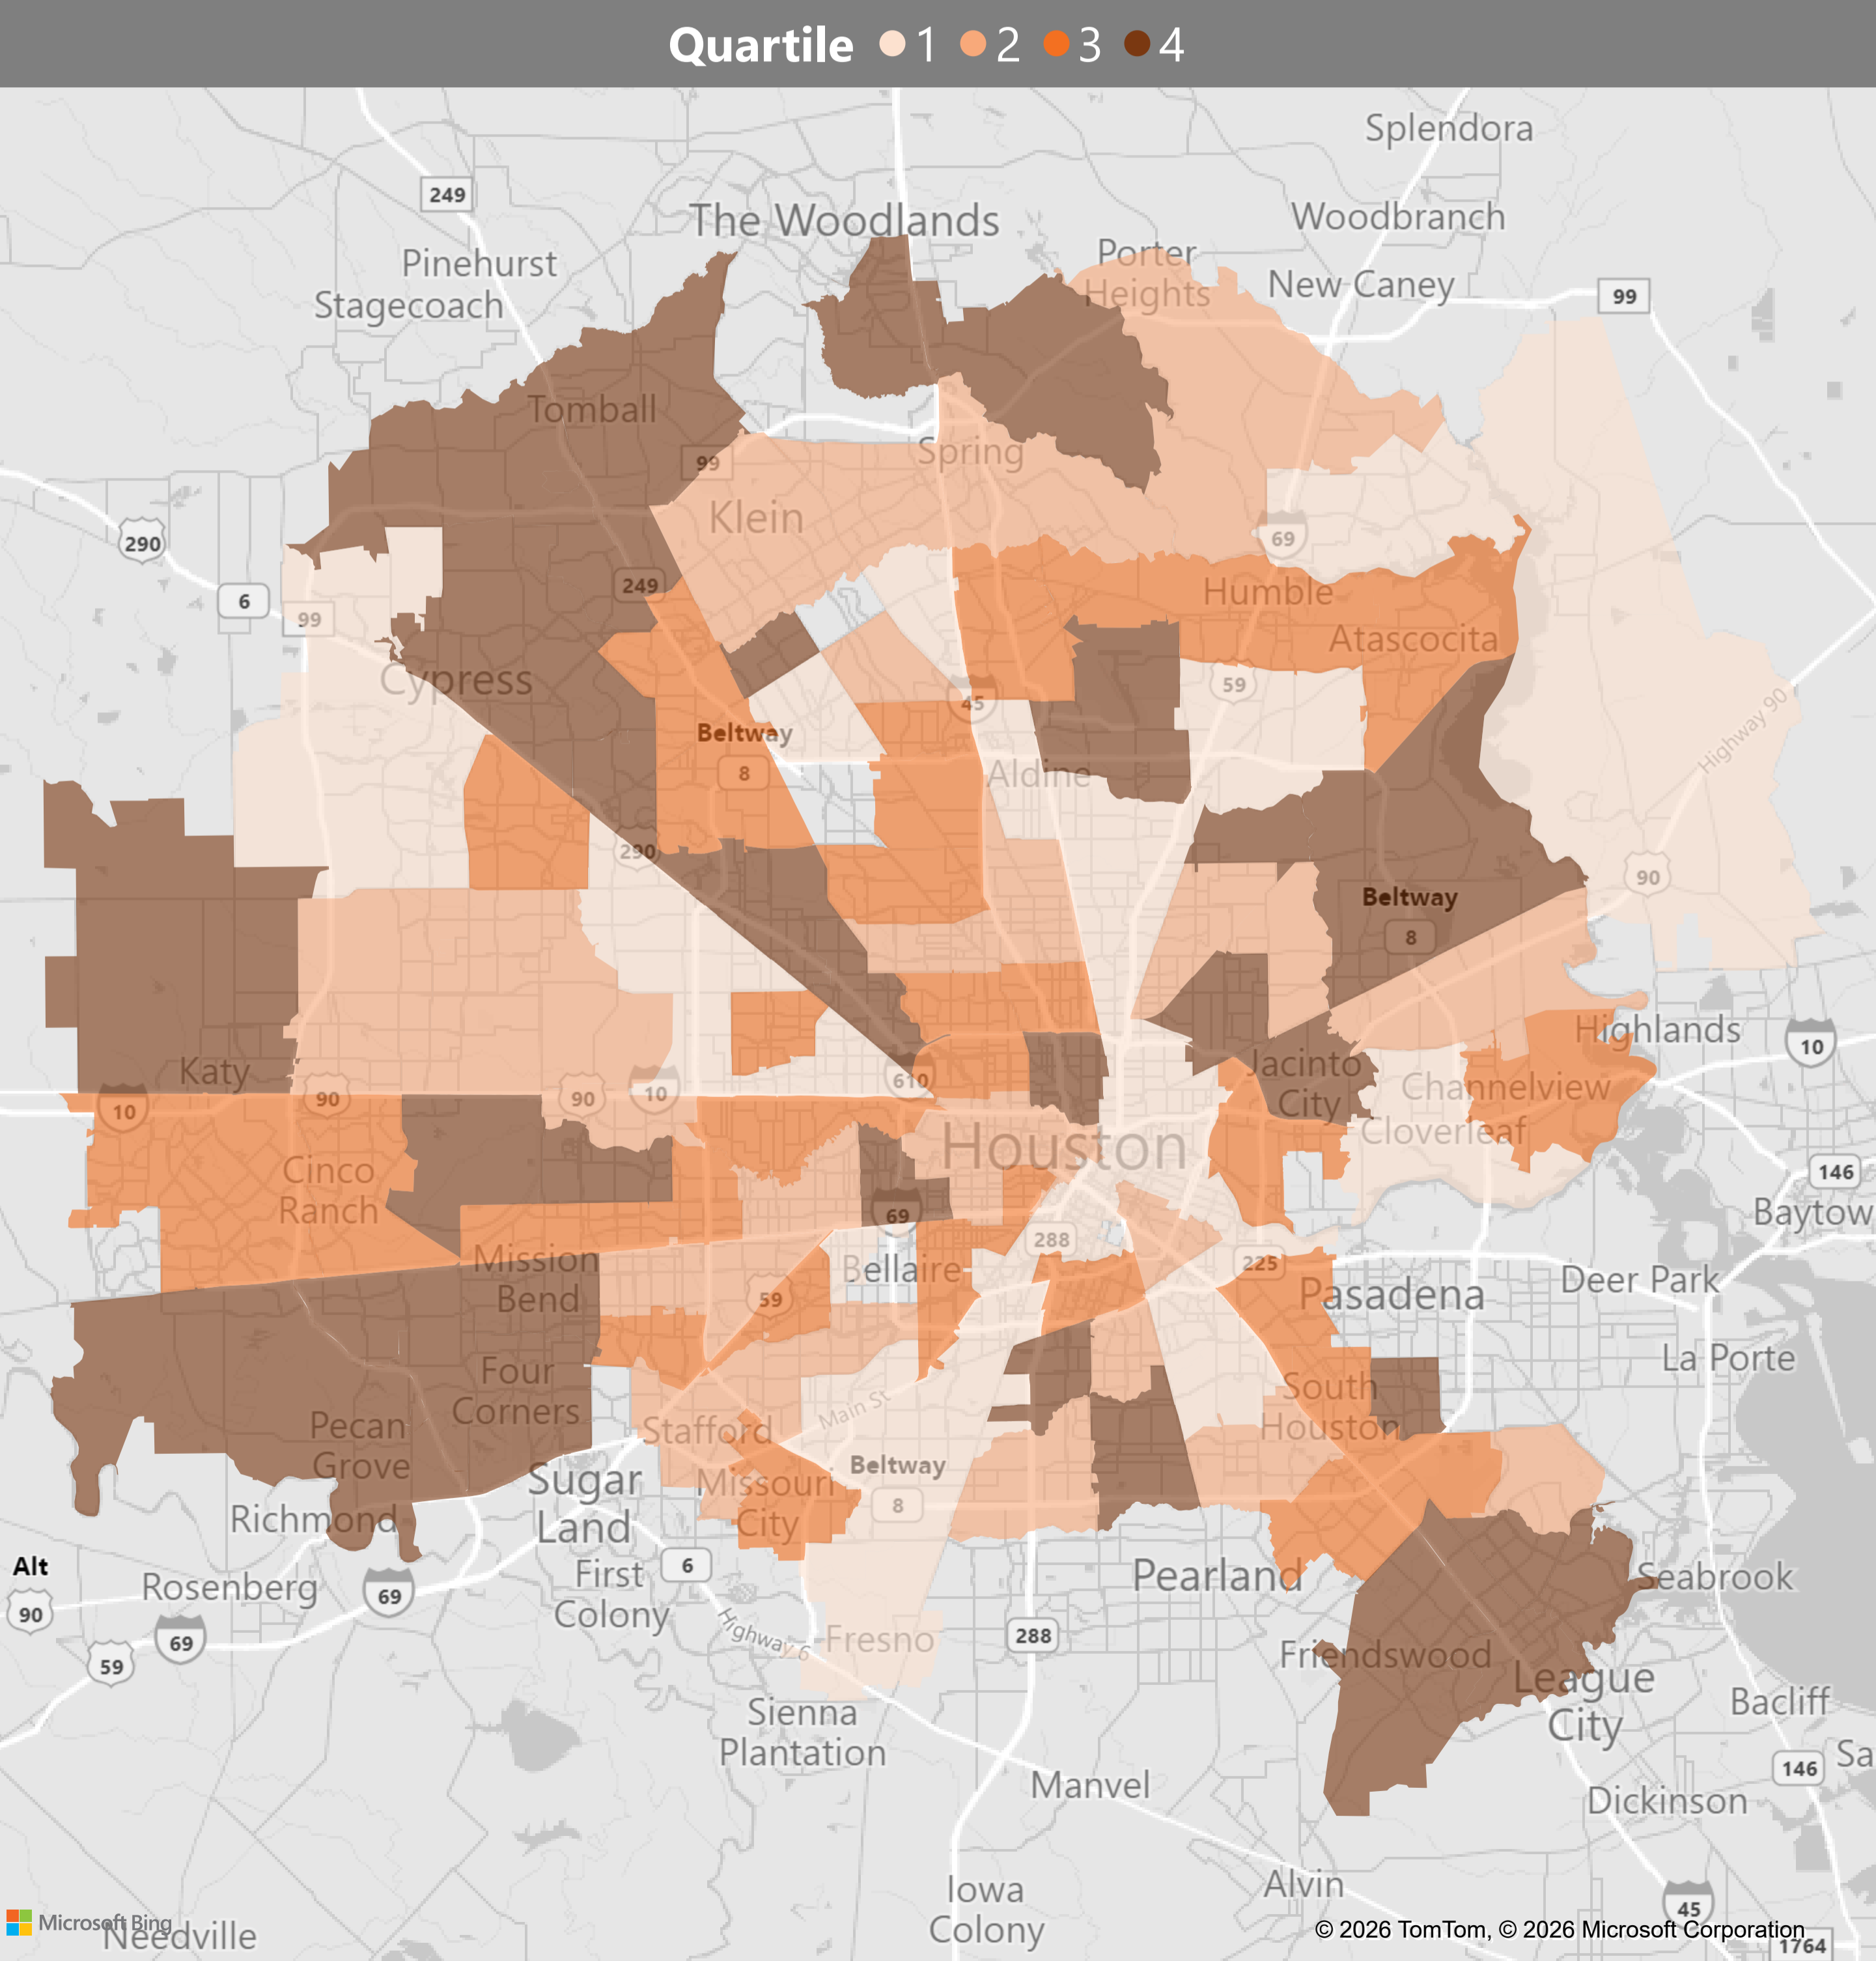 Quartile 1 2 3 4
Splendora
249
The Woodlands
Woodbranch
Pinehurst
Porter
Heights
New Caney
Stagecoach
99
Tomball
99
Spring
Klein
290
69
249
6
99
Humble
Atascocita
Cypress
59
45
Beltway
8
Aldine
Highway 90
290
90
Beltway
8
Highlands
Katy
10
Jacinto
City
610
10
90
90
10
Channelview
Cloverleaf
Houston
Cinco
Ranch
146
Baytow
69
288
225
Mission
Bend
Bellaire
59
Pasadena
Deer Park
Four
Corners
South
Houston
La Porte
Pecan
Grove
Main St
Stafford
Missouri
City
Beltway
8
Sugar
Land
Richmond
Alt
90
Rosenberg
69
First
Colony
6
Pearland
Seabrook
69
59
Highway 6
Fresno
288
Friendswood
League
City
Bacliff
Sienna
Plantation
Manvel
146
Sa
Dickinson
Alvin
Iowa
Colony
45
Microsoft Bing
Needville
© 2026 TomTom, © 2026 Microsoft Corporation
1764